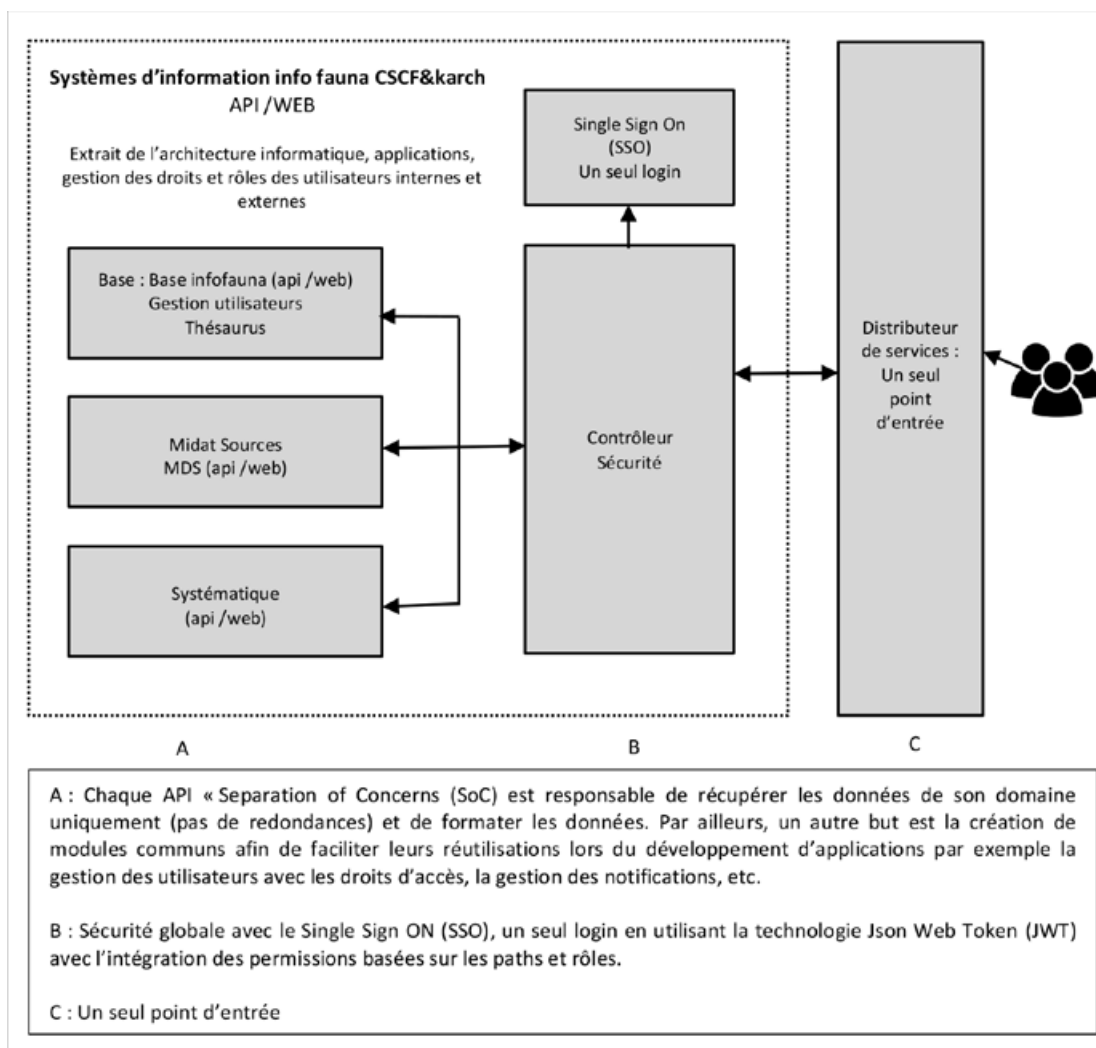 Systèmes d'information info fauna CSCF&karch
API /WEB
Extrait de l'architecture informatique, applications,
gestion des droits et rôles des utilisateurs internes et
externes
Single Sign On
(SSO)
Un seul login
Base : Base infofauna (api /web)
Gestion utilisateurs
Thésaurus
Midat Sources
MDS (api /web)
Systématique
(api /web)
Contrôleur
Sécurité
Distributeur
de services :
Un seul
point
d'entrée
A
B
C
A : Chaque API « Separation of Concerns (SoC) est responsable de récupérer les données de son domaine
uniquement (pas de redondances) et de formater les données. Par ailleurs, un autre but est la création de
modules communs afin de faciliter leurs réutilisations lors du développement d'applications par exemple la
gestion des utilisateurs avec les droits d'accès, la gestion des notifications, etc.
B : Sécurité globale avec le Single Sign ON (SSO), un seul login en utilisant la technologie Json Web Token (JWT)
avec l'intégration des permissions basées sur les paths et rôles.
C : Un seul point d'entrée